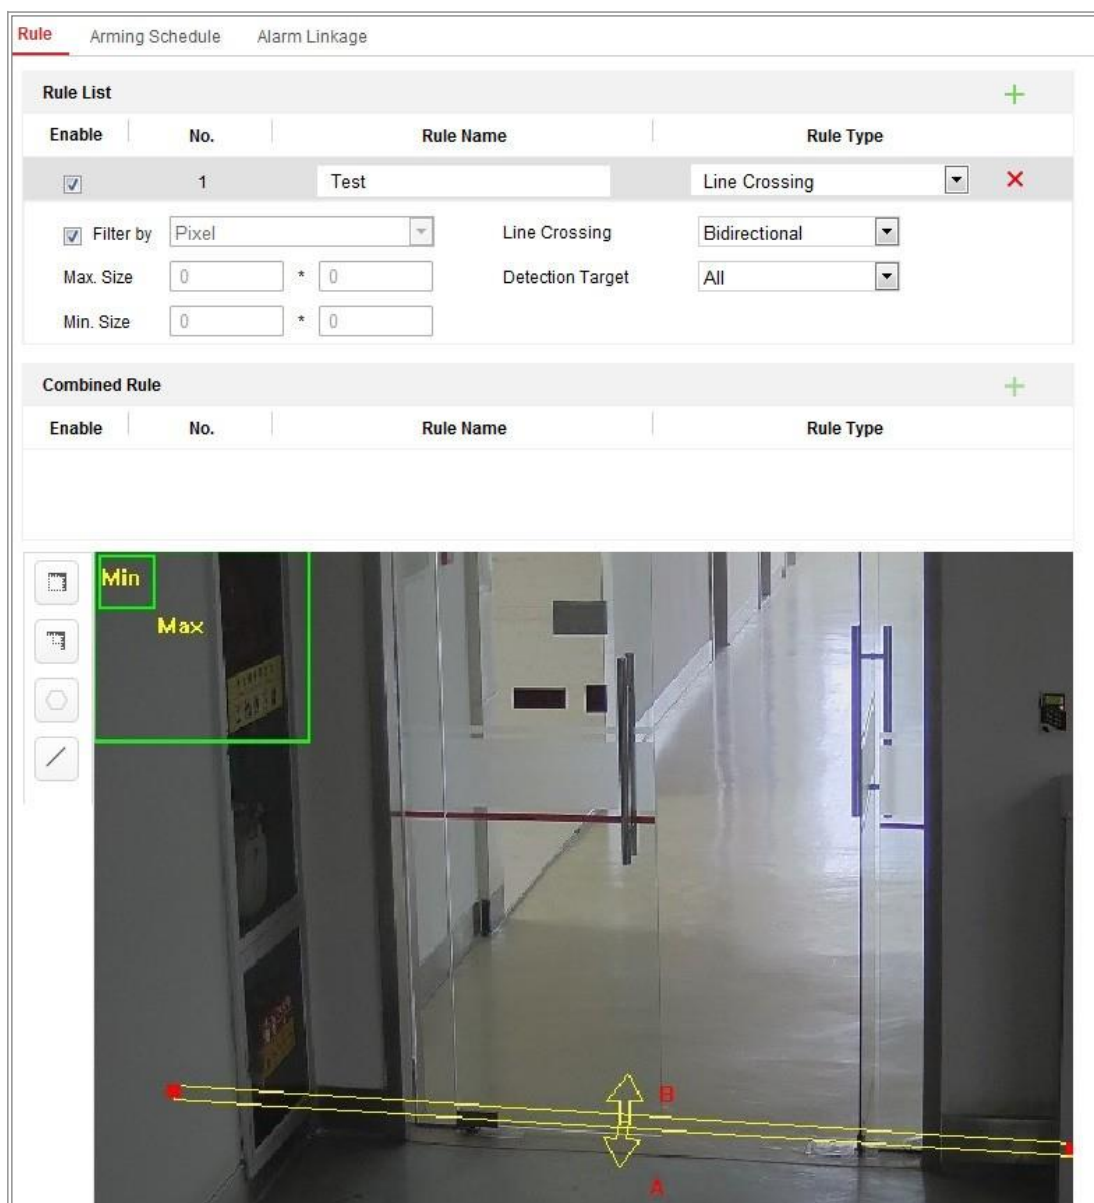 Rule Arming Schedule Alarm Linkage
Rule List
Enable No. Rule Name Rule Type
1 Test Line Crossing
Filter by Pixel Line Crossing Bidirectional
Max. Size 0 * 0 Detection Target All
Min. Size 0 * 0
Combined Rule
Enable No. Rule Name Rule Type
Min
Max
B
A